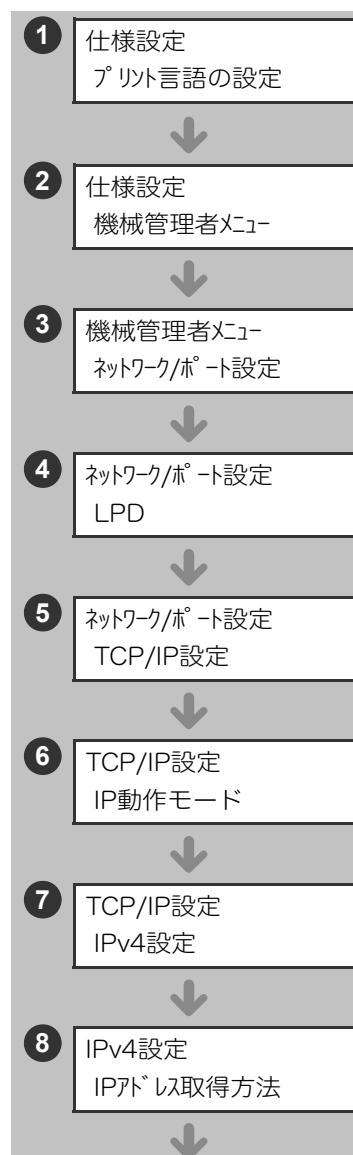 1
仕様設定
プリント言語の設定
2
仕様設定
機械管理者メニュー
3
機械管理者メニュー
ネットワーク/ポート設定
4
ネットワーク/ポート設定
LPD
5
ネットワーク/ポート設定
TCP/IP設定
6
TCP/IP設定
IP動作モード
7
TCP/IP設定
IPv4設定
8
IPv4設定
IPアドレス取得方法